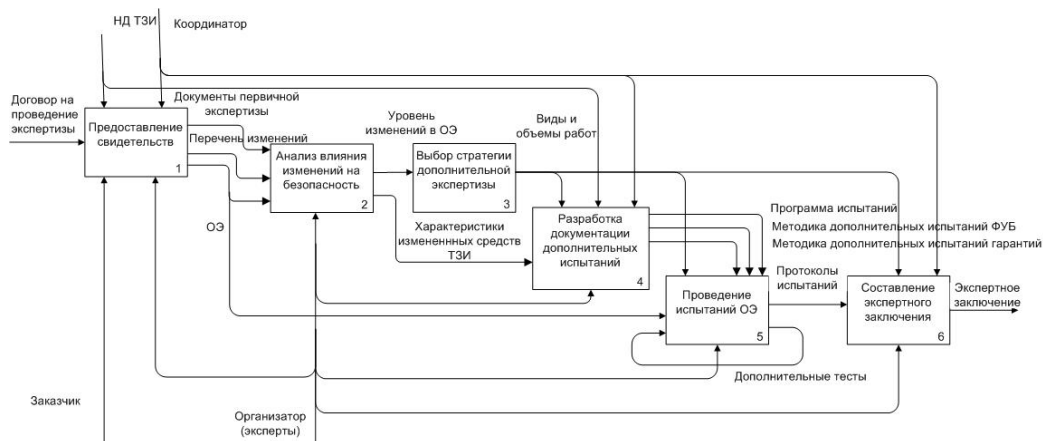 НД ТЗИ
Координатор
Договор на
проведение
экспертизы
Документы первичной
экспертизы
Предоставление
свидетельств
1
Перечень изменений
Уровень
изменений в ОЭ
Виды и
объемы работ
Анализ влияния
изменений на
безопасность
2
Выбор стратегии
дополнительной
экспертизы
3
ОЭ
Характеристики
измененнных средств
ТЗИ
Разработка
документации
дополнительных
испытаний
4
Программа испытаний
Методика дополнительных испытаний ФУБ
Методика дополнительных испытаний гарантий
Протоколы
испытаний
Проведение
испытаний ОЭ
5
Составление
экспертного
заключения
6
Экспертное
заключение
Дополнительные тесты
Заказчик
Организатор
(эксперты)